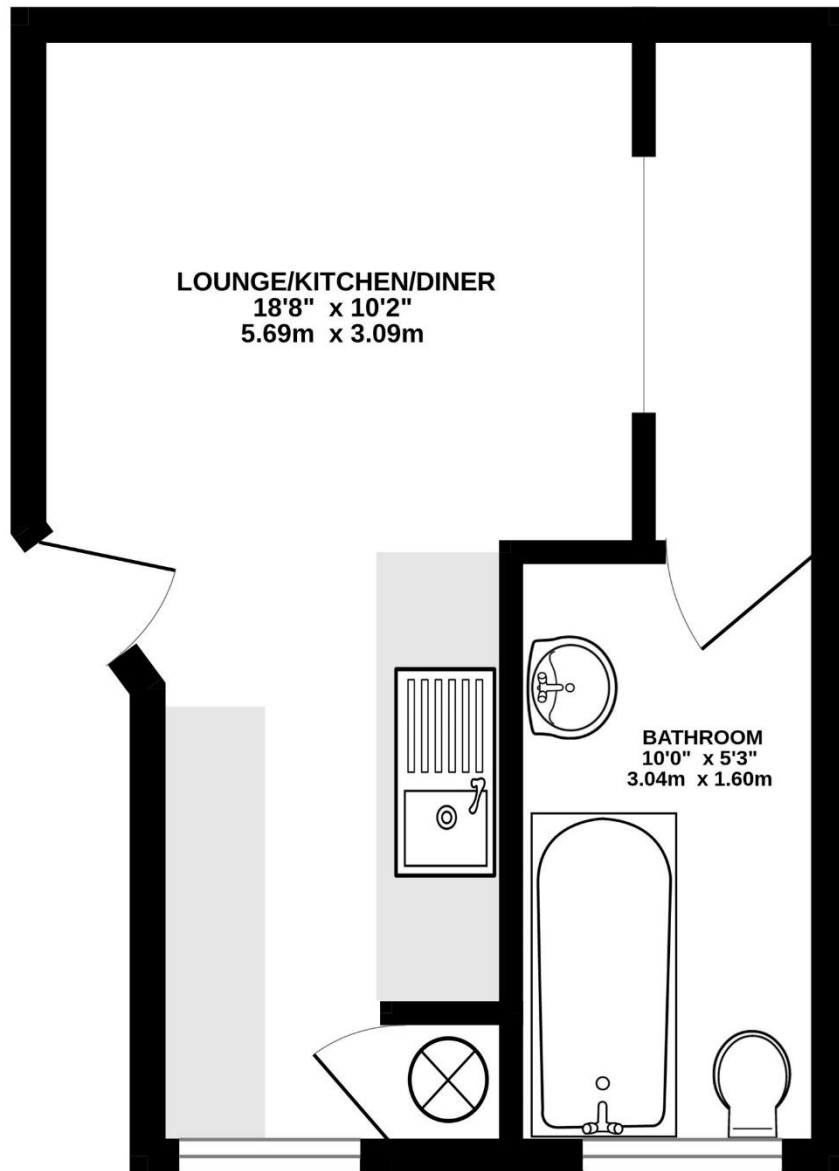 LOUNGE/KITCHEN/DINER
18'8" x 10'2"
5.69m x 3.09m
BATHROOM
10'0" x 5'3"
3.04m x 1.60m